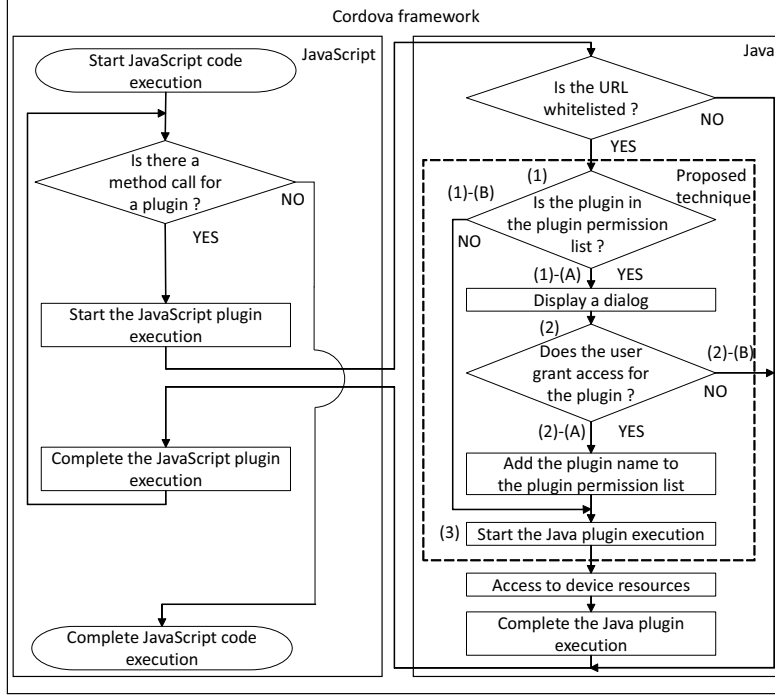 Cordova framework
JavaScript
Start JavaScript code
execution
Is there a
method call for
a plugin ?
NO
YES
Start the JavaScript plugin
execution
Complete the JavaScript plugin
execution
Complete JavaScript code
execution
Java
Is the URL
whitelisted ?
NO
YES
Proposed
technique
(1)
(1)-(B)
Is the plugin in
the plugin permission
list ?
NO
(1)-(A)
YES
Display a dialog
(2)
Does the user
grant access for
the plugin ?
(2)-(B)
NO
(2)-(A)
YES
Add the plugin name to
the plugin permission list
(3)
Start the Java plugin execution
Access to device resources
Complete the Java plugin
execution